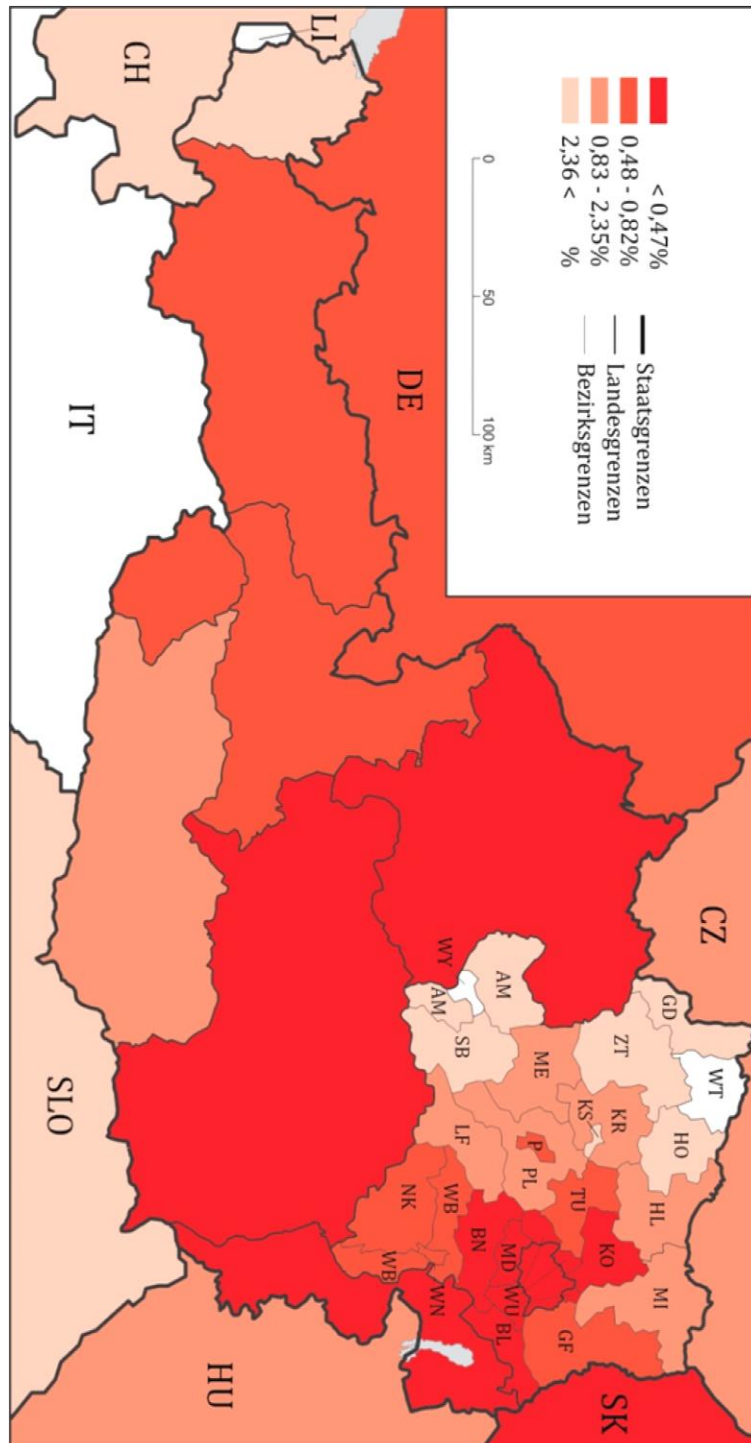 < 0,47%
0,48 - 0,82%
0,83 - 2,35%
2,36 < %
Staatsgrenzen
Landesgrenzen
Bezirksgrenzen
0 50 100 km
DE
CZ
SK
HU
SLO
IT
CH
LI
GD
WT
HO
ZT
HL
MI
KR
KS
KO
TU
GF
ME
AM
WY
AM
SB
P
PL
LF
WB
NK
WB
BN
MD
WU
BL
WN